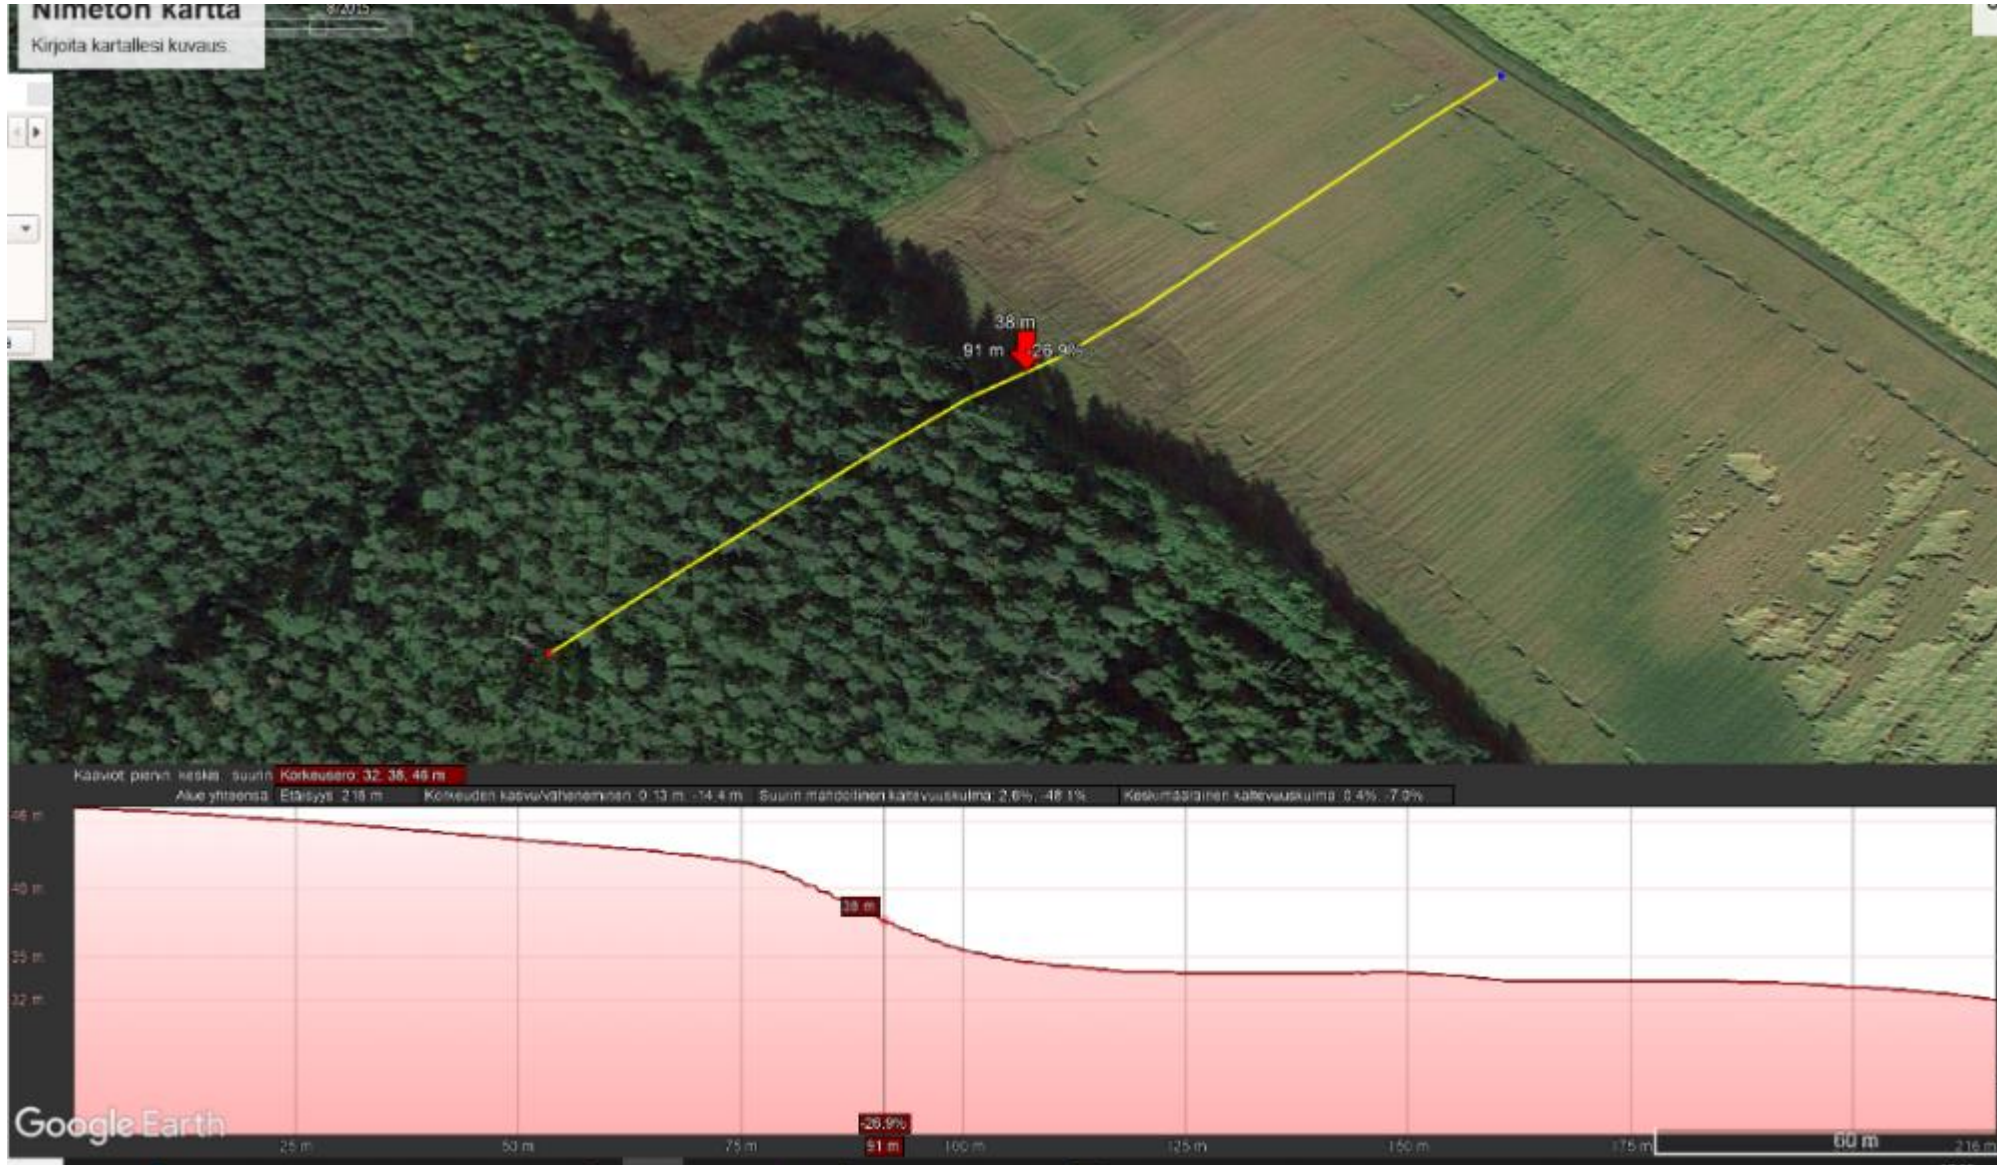 Nimetön kartta
8/2015
Kirjoita kartallesi kuvaus.
38 m
91 m -26.9%
Kaaviot: pienin, keskis. suurin Korkeusero: 32, 38, 46 m
Alue yhteensä: Etäisyys: 216 m Korkeuden kasvu/väheneminen: 0.13 m, -14.4 m Suurin mahdollinen kaltevuuskulma: 2.6%, -48.1% Keskimääräinen kaltevuuskulma: 0.4%, -7.0%
46 m
40 m
38 m
35 m
32 m
Google Earth
-26.9%
25 m 50 m 75 m 91 m 100 m 125 m 150 m 175 m 60 m 216 m